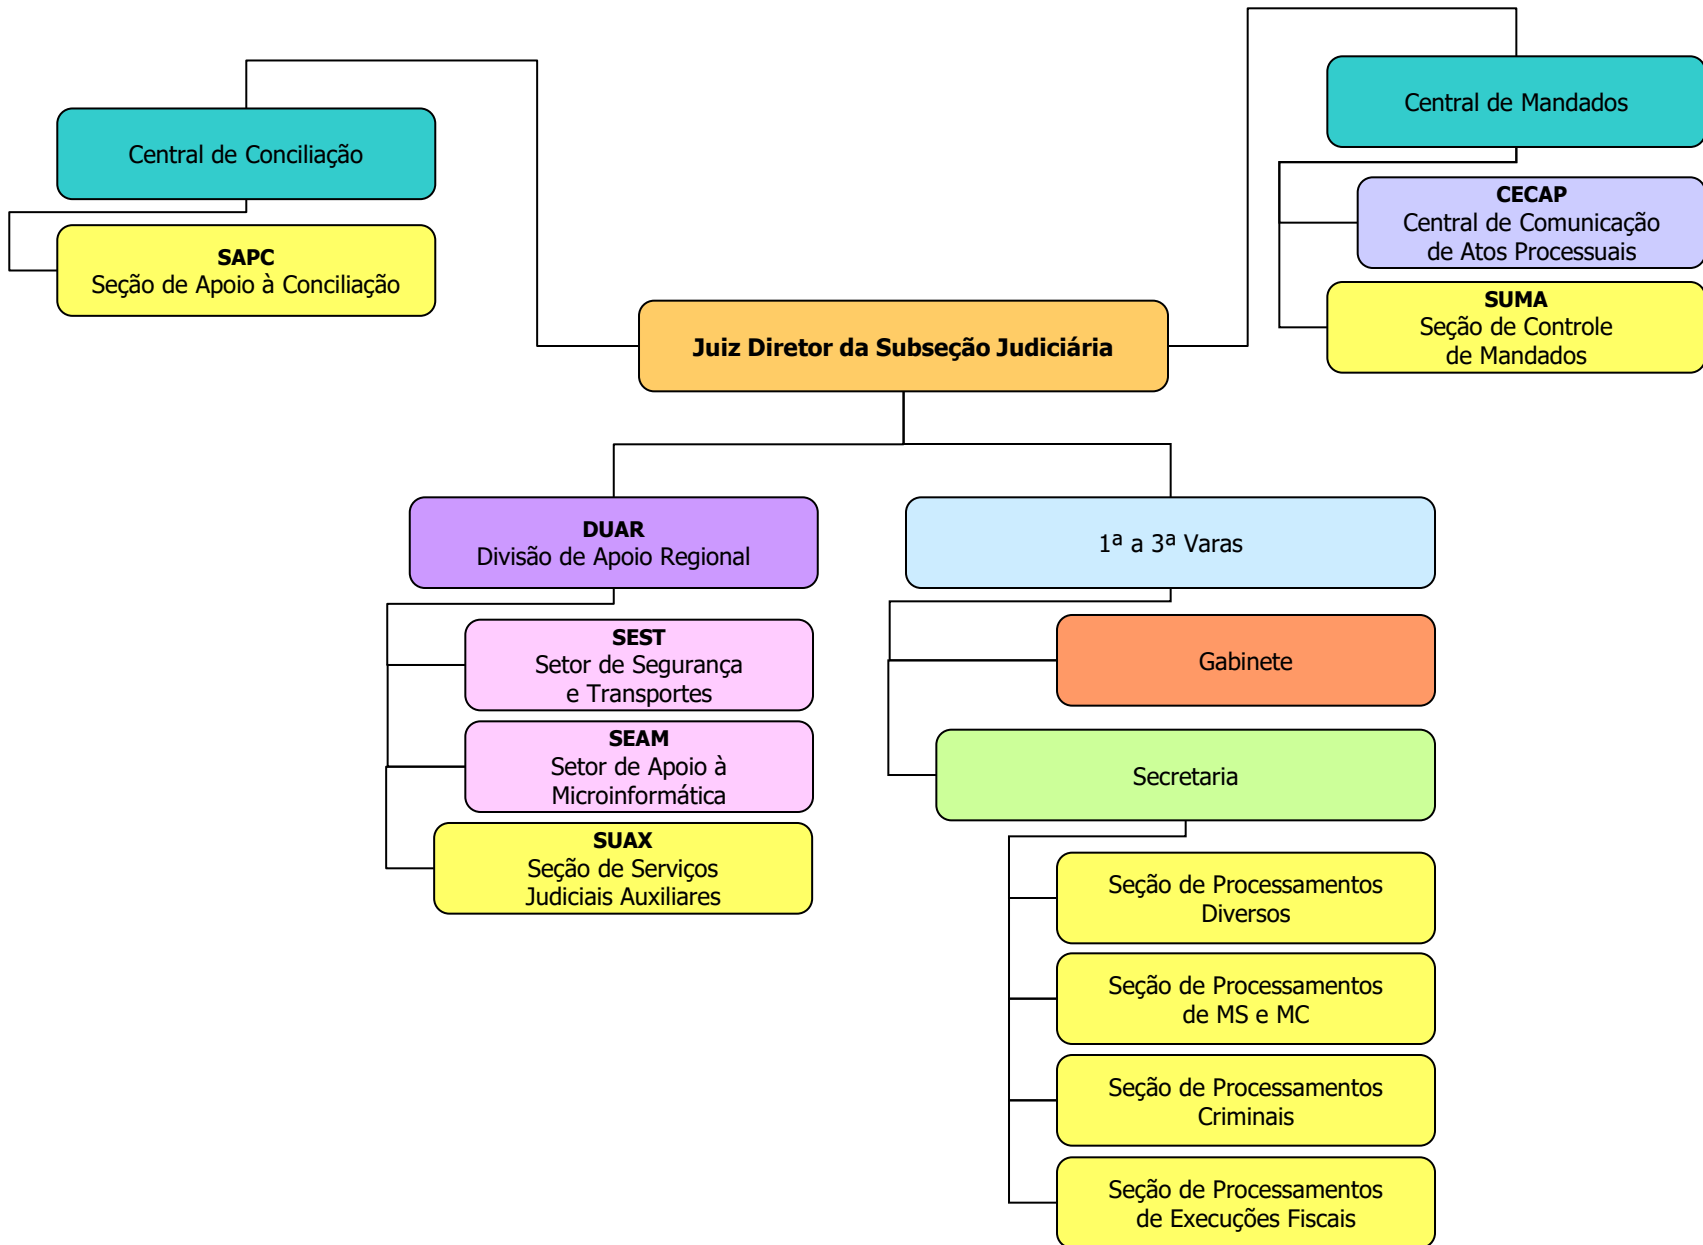 Central de Mandados
Central de Conciliação
CECAP
Central de Comunicação
de Atos Processuais
SAPC
Seção de Apoio à Conciliação
SUMA
Seção de Controle
de Mandados
Juiz Diretor da Subseção Judiciária
DUAR
Divisão de Apoio Regional
SEST
Setor de Segurança
e Transportes
SEAM
Setor de Apoio à
Microinformática
SUAX
Seção de Serviços
Judiciais Auxiliares
1ª a 3ª Varas
Gabinete
Secretaria
Seção de Processamentos
Diversos
Seção de Processamentos
de MS e MC
Seção de Processamentos
Criminais
Seção de Processamentos
de Execuções Fiscais